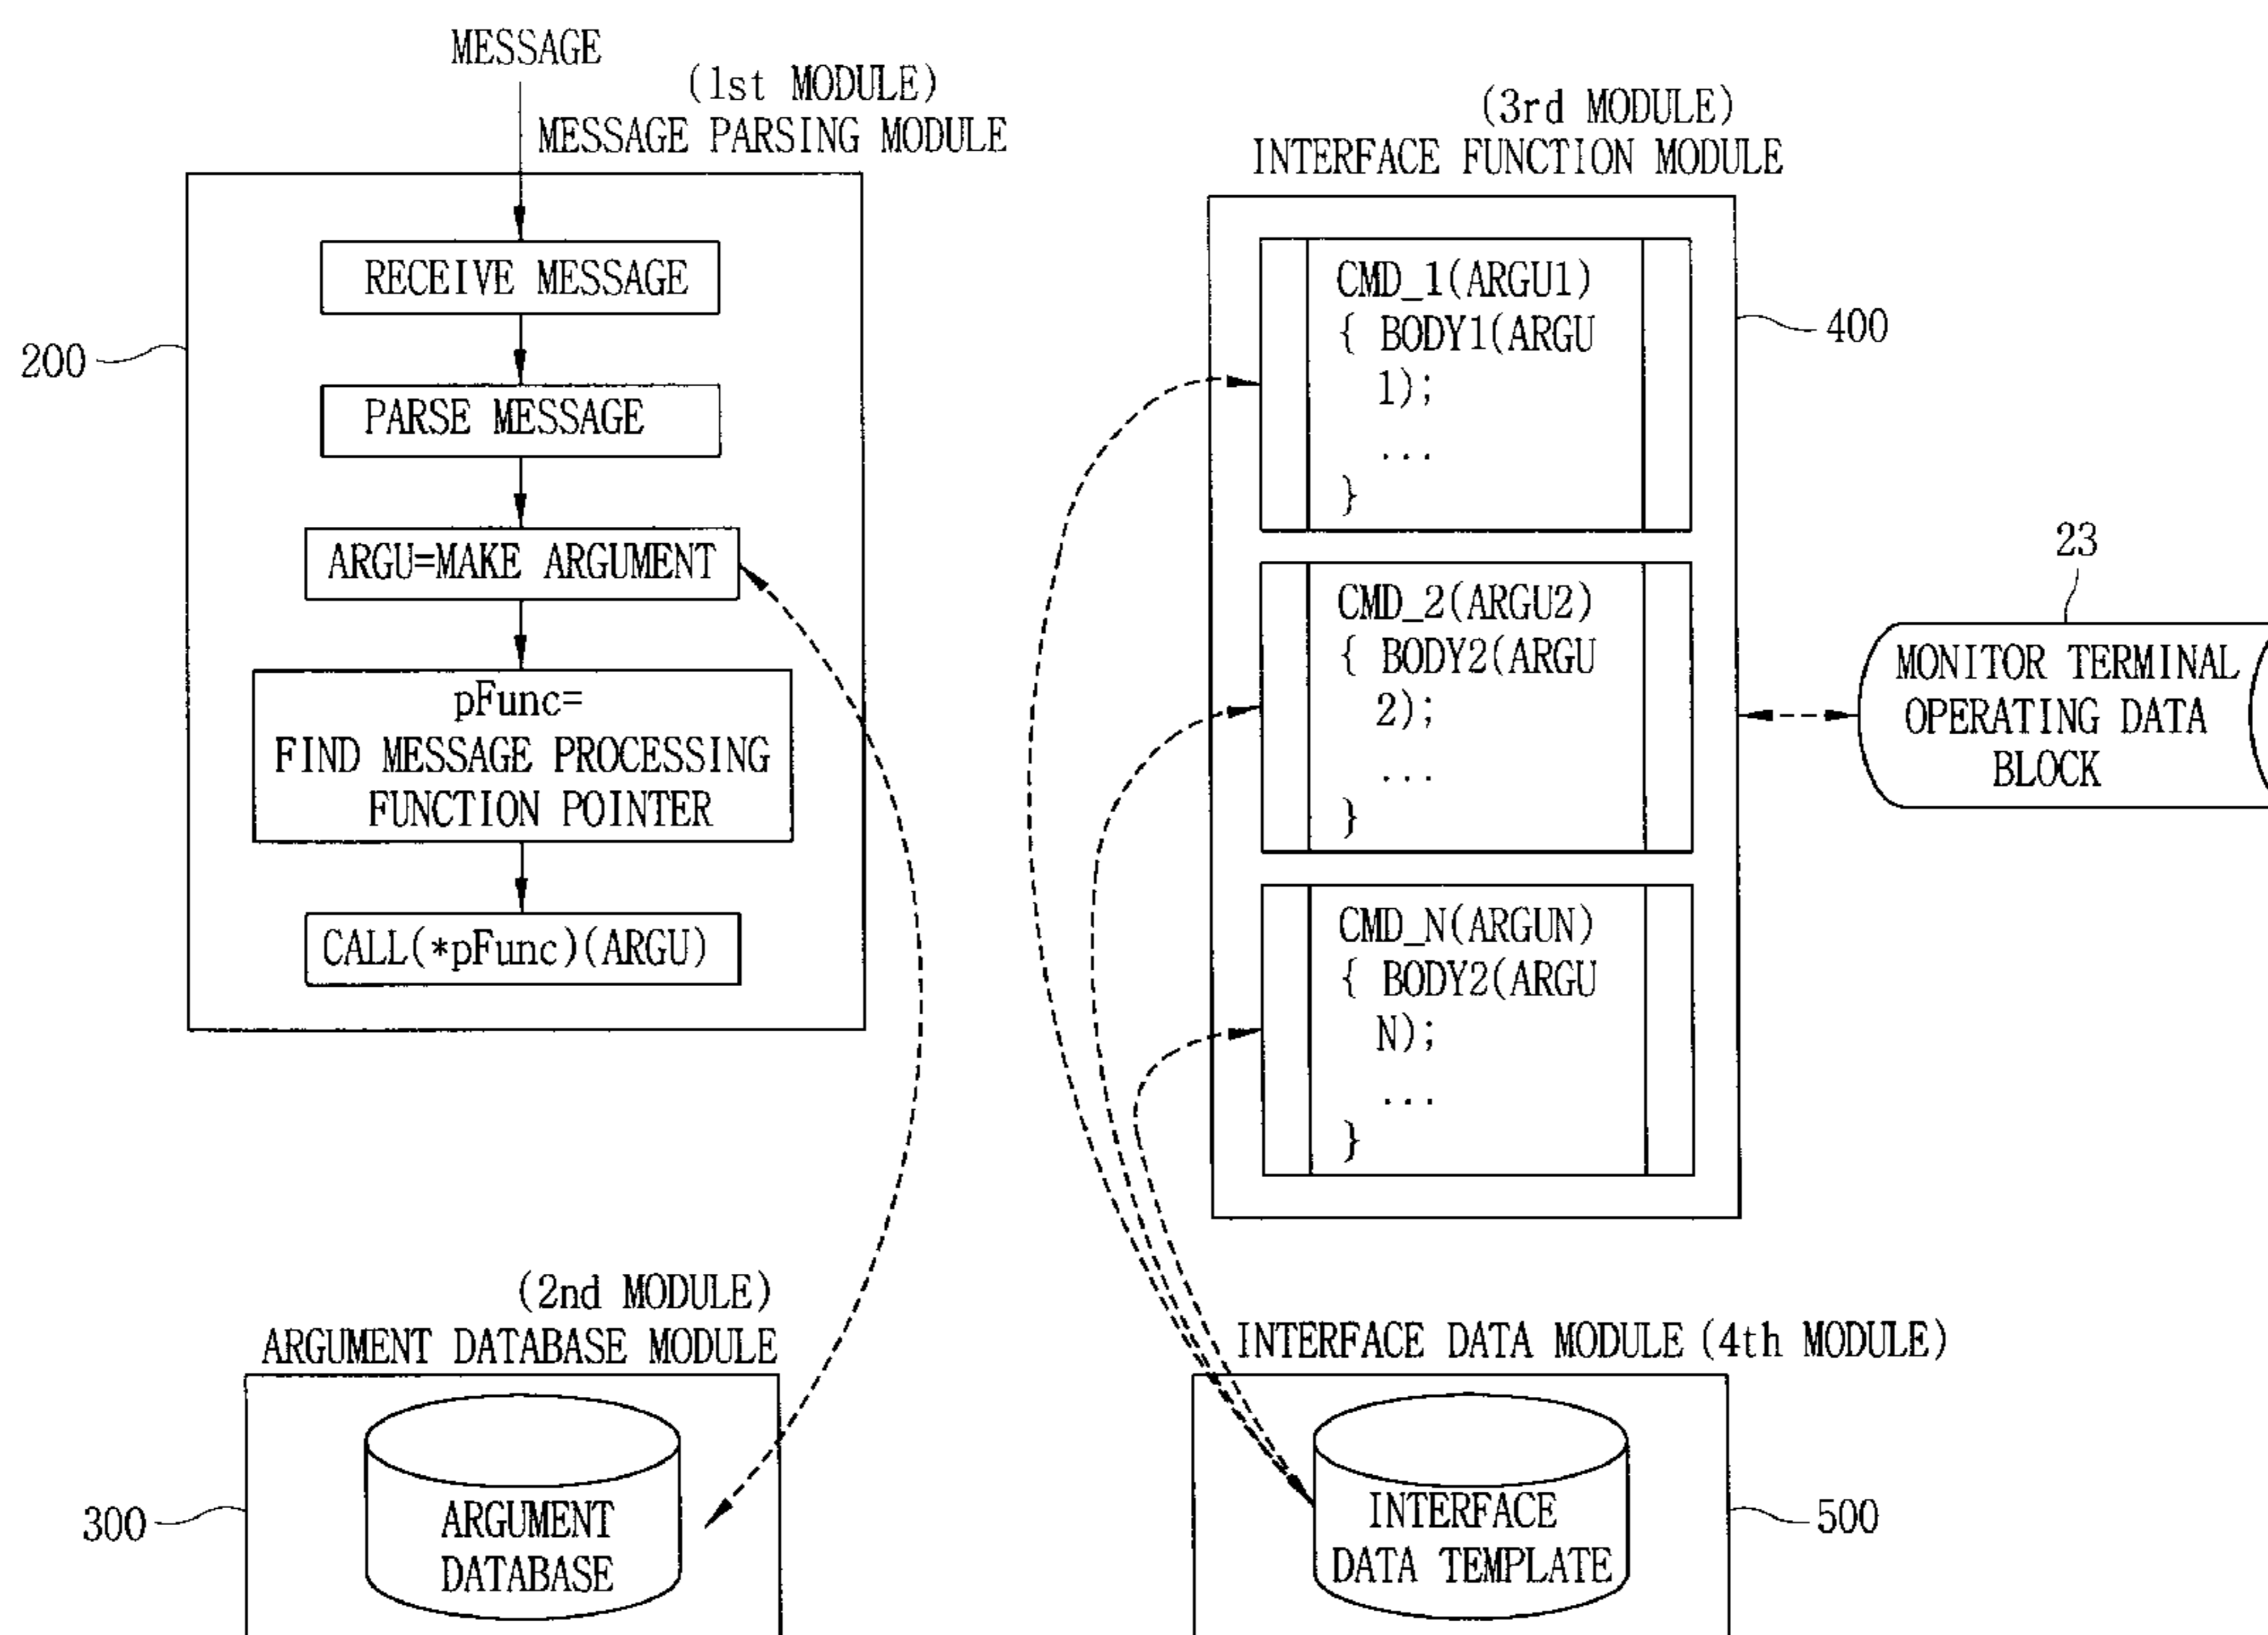 MESSAGE
(1st MODULE)
MESSAGE PARSING MODULE
200
RECEIVE MESSAGE
PARSE MESSAGE
ARGU=MAKE ARGUMENT
pFunc=
FIND MESSAGE PROCESSING
FUNCTION POINTER
CALL(*pFunc)(ARGU)
(3rd MODULE)
INTERFACE FUNCTION MODULE
400
CMD_1(ARGU1)
{ BODY1(ARGU
1);
...
}
CMD_2(ARGU2)
{ BODY2(ARGU
2);
...
}
CMD_N(ARGUN)
{ BODY2(ARGU
N);
...
}
23
MONITOR TERMINAL
OPERATING DATA
BLOCK
(2nd MODULE)
ARGUMENT DATABASE MODULE
300
ARGUMENT
DATABASE
INTERFACE DATA MODULE (4th MODULE)
INTERFACE
DATA TEMPLATE
500